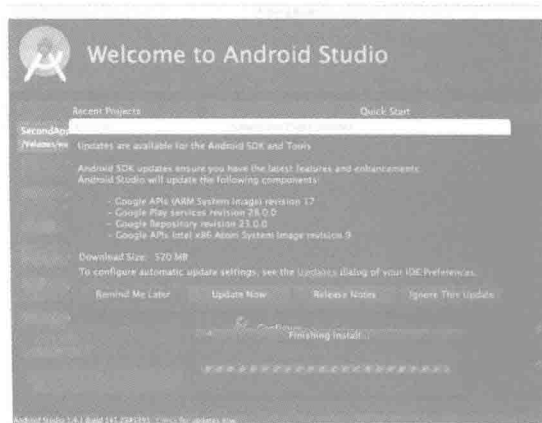 Welcome to Android Studio
Recent Projects
Quick Start
SecondApp
Updates are available for the Android SDK and Tools
Android SDK updates ensure you have the latest features and enhancements.
Android Studio will update the following components:
- Google APIs (ARM System Image) revision 17
- Google Play services revision 28.0.0
- Google Repository revision 23.0.0
- Google APIs Intel x86 Atom System Image revision 9
Download Size: 520 MB
To configure automatic update settings, see the Updates dialog of your IDE Preferences.
Remind Me Later
Update Now
Release Notes
Ignore This Update
Configure
Finishing Install...